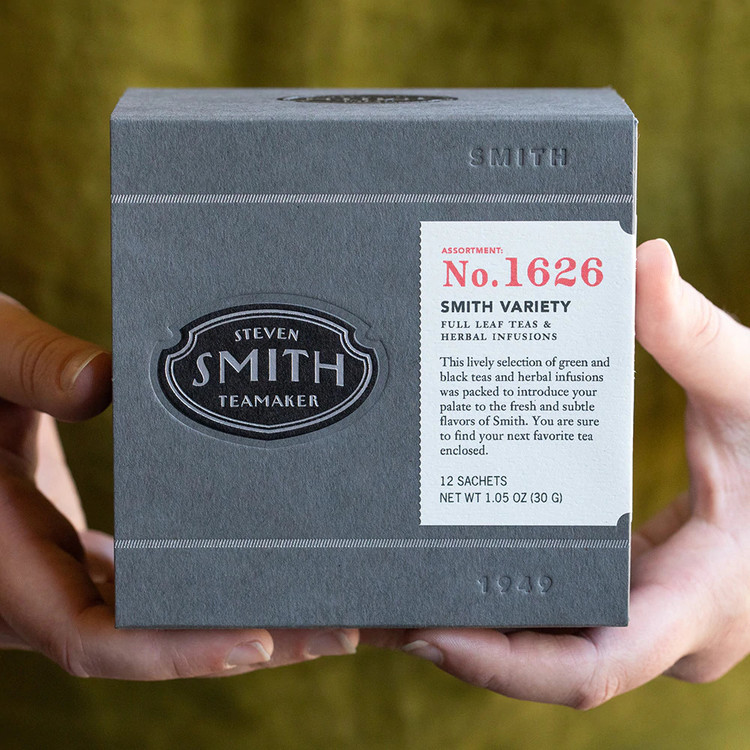 SMITH
ASSORTMENT:
No. 1626
SMITH VARIETY
FULL LEAF TEAS &
HERBAL INFUSIONS
This lively selection of green and
black teas and herbal infusions
was packed to introduce your
palate to the fresh and subtle
flavors of Smith. You are sure
to find your next favorite tea
enclosed.
12 SACHETS
NET WT 1.05 OZ (30 G)
STEVEN
SMITH
TEAMAKER
1949